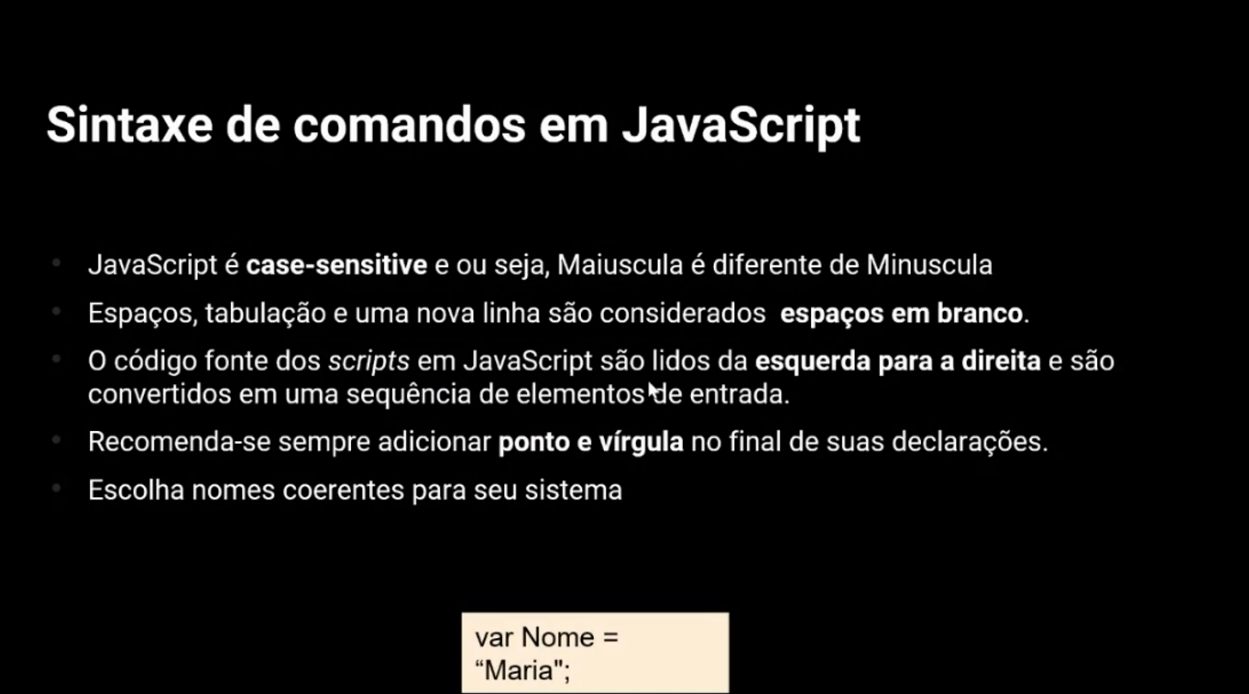 Sintaxe de comandos em JavaScript
JavaScript é case-sensitive e ou seja, Maiuscula é diferente de Minuscula
Espaços, tabulação e uma nova linha são considerados  espaços em branco.
O código fonte dos scripts em JavaScript são lidos da esquerda para a direita e são
convertidos em uma sequência de elementos de entrada.
Recomenda-se sempre adicionar ponto e vírgula no final de suas declarações.
Escolha nomes coerentes para seu sistema
var Nome =
“Maria";